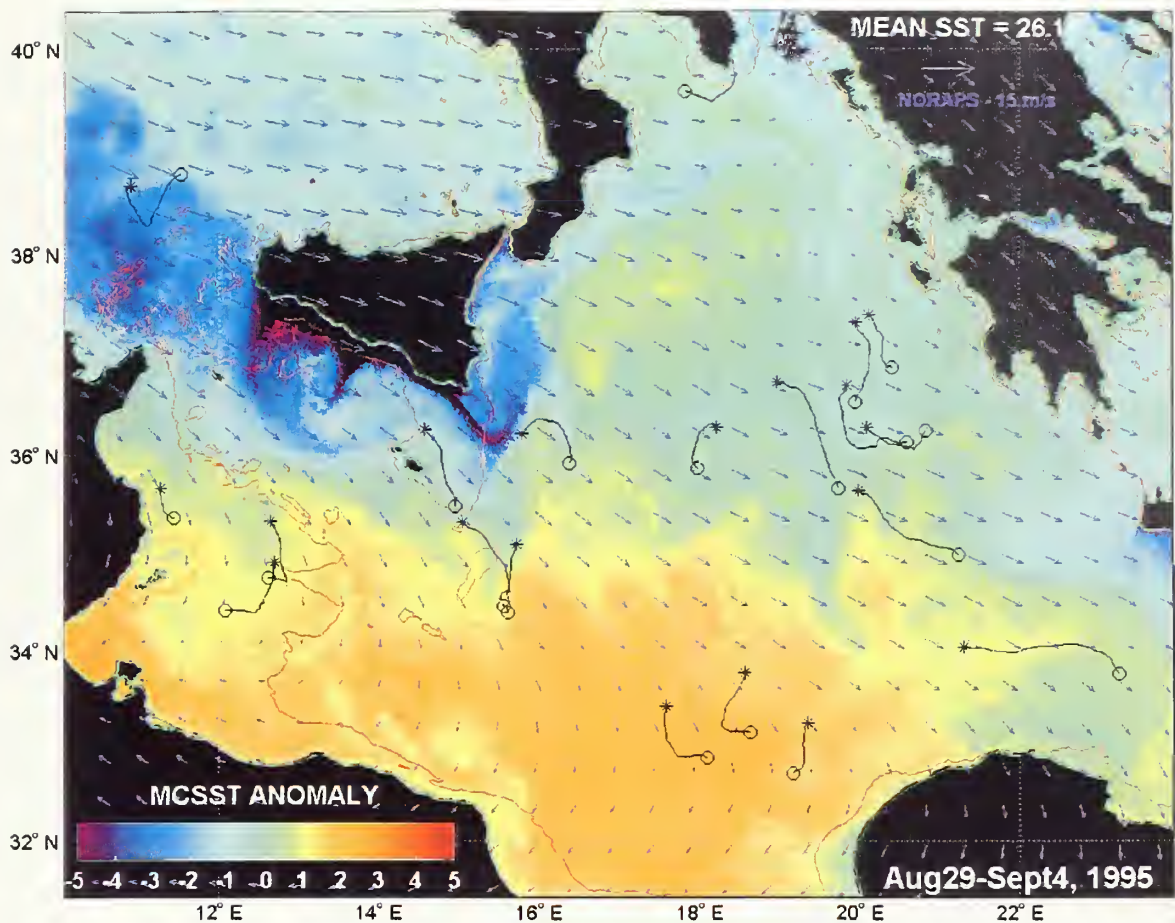 40° N
MEAN SST = 26.1
NORAPS - 15 m/s
38° N
36° N
34° N
32° N
MCSST ANOMALY
-5 -4 -3 -2 -1 0 1 2 3 4 5
Aug29-Sept4, 1995
12° E 14° E 16° E 18° E 20° E 22° E